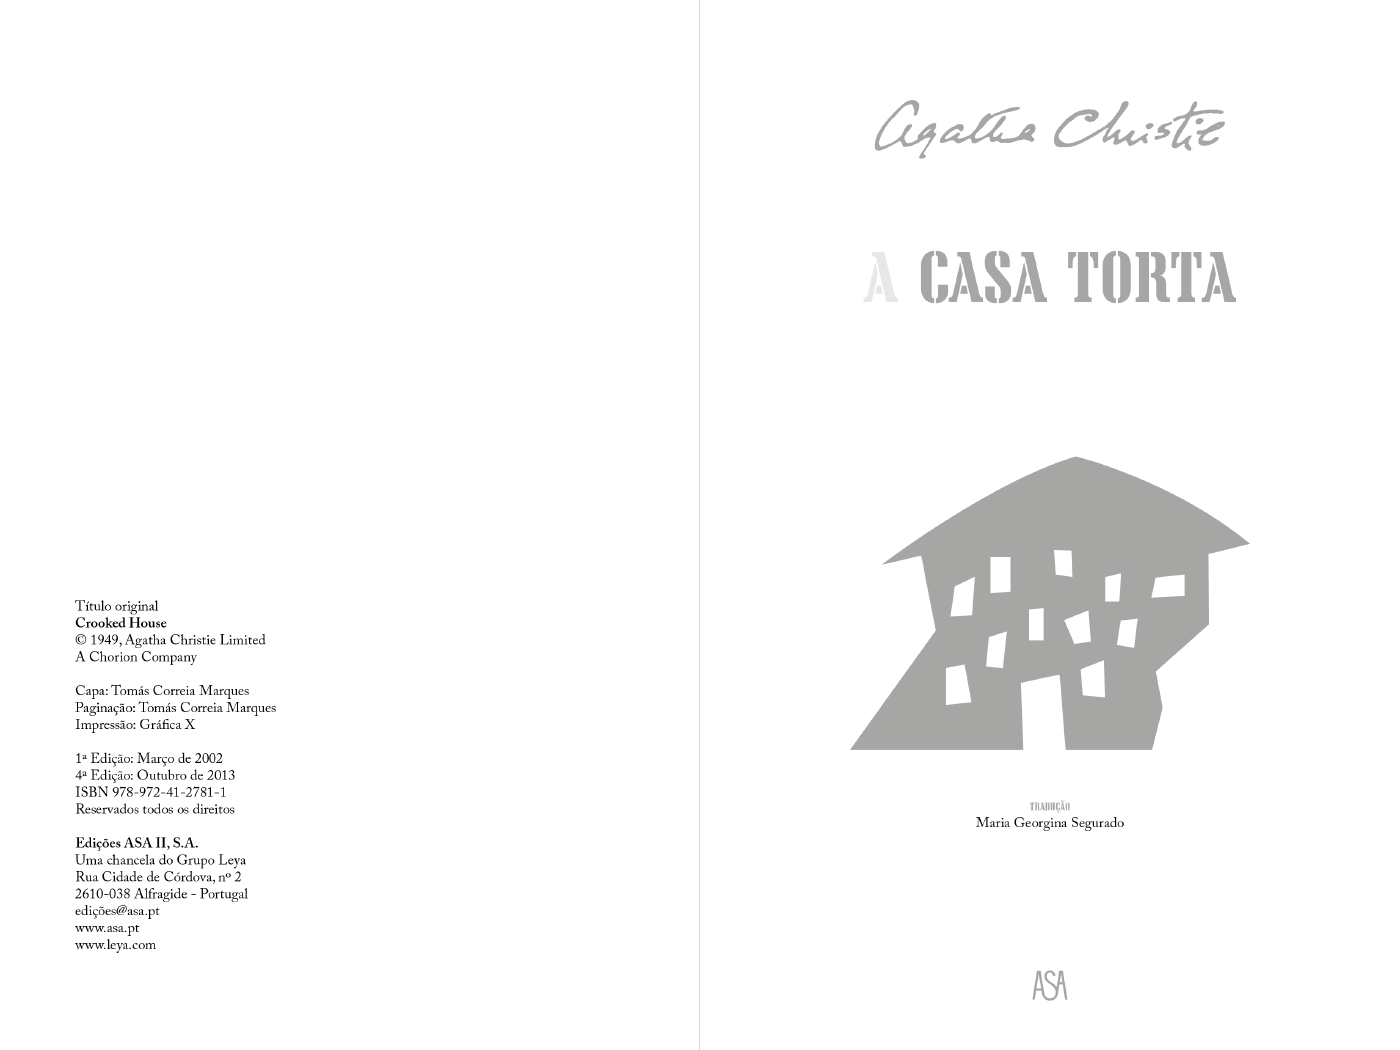 Título original
Crooked House
© 1949, Agatha Christie Limited
A Chorion Company
Capa: Tomás Correia Marques
Paginação: Tomás Correia Marques
Impressão: Gráfica X
1ª Edição: Março de 2002
4ª Edição: Outubro de 2013
ISBN 978-972-41-2781-1
Reservados todos os direitos
Edições ASA II, S.A.
Uma chancela do Grupo Leya
Rua Cidade de Córdova, nº 2
2610-038 Alfragide - Portugal
edições@asa.pt
www.asa.pt
www.leya.com
Agatha Christie
A CASA TORTA
TRADUÇÃO
Maria Georgina Segurado
ASA